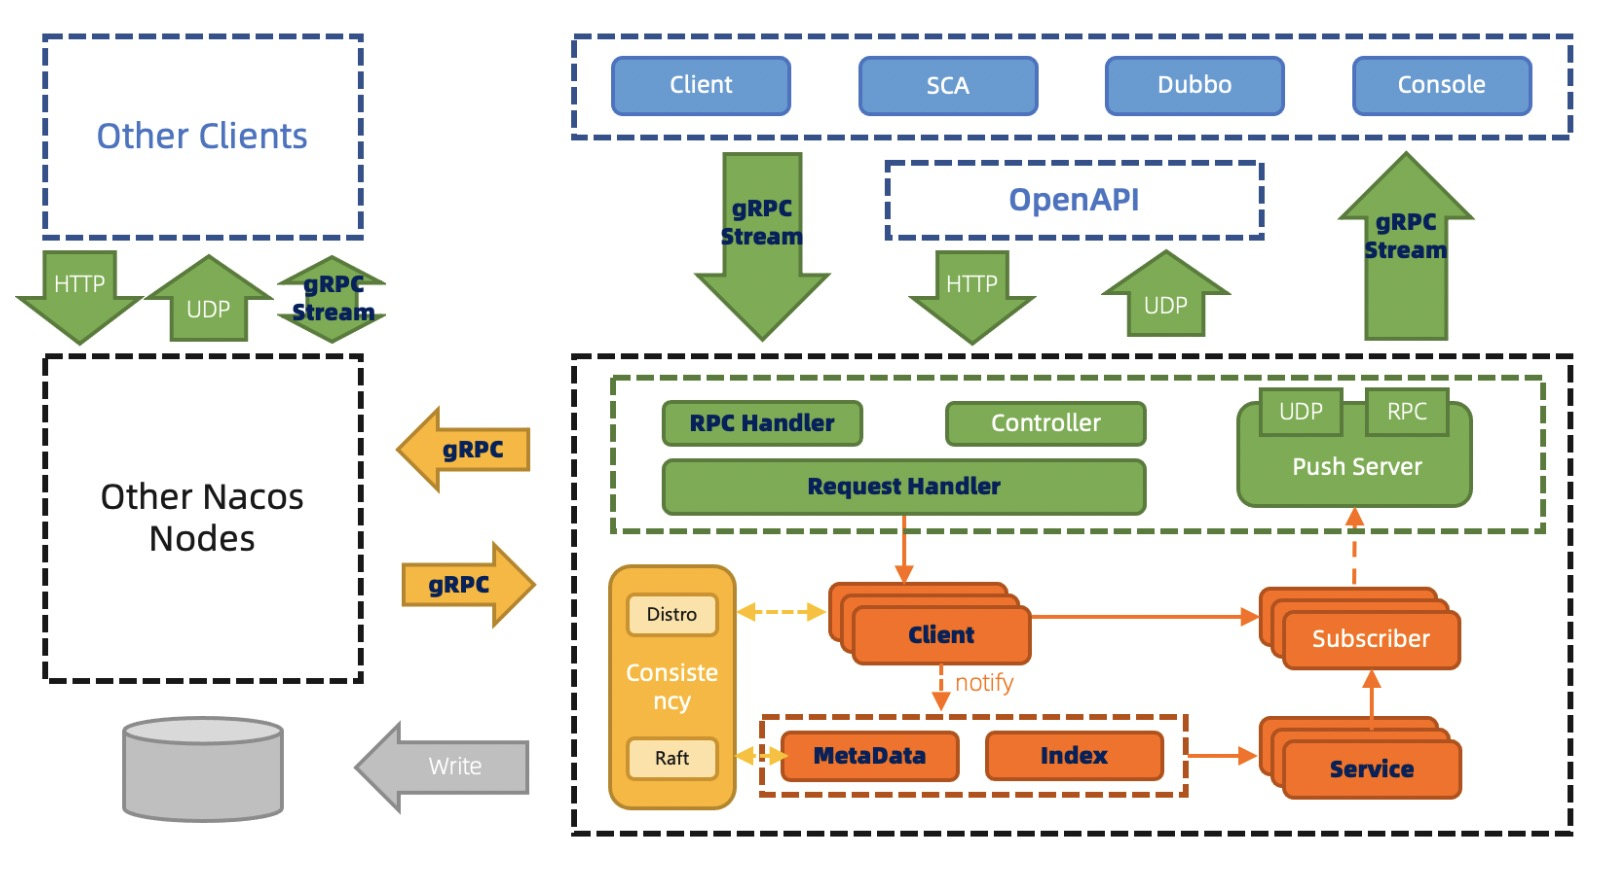 Other Clients
Client
SCA
Dubbo
Console
OpenAPI
HTTP
UDP
gRPC
Stream
gRPC
Stream
HTTP
UDP
gRPC
Stream
Other Nacos
Nodes
gRPC
gRPC
Write
RPC Handler
Controller
Request Handler
UDP
RPC
Push Server
Distro
Consiste
ncy
Raft
Client
notify
Subscriber
MetaData
Index
Service